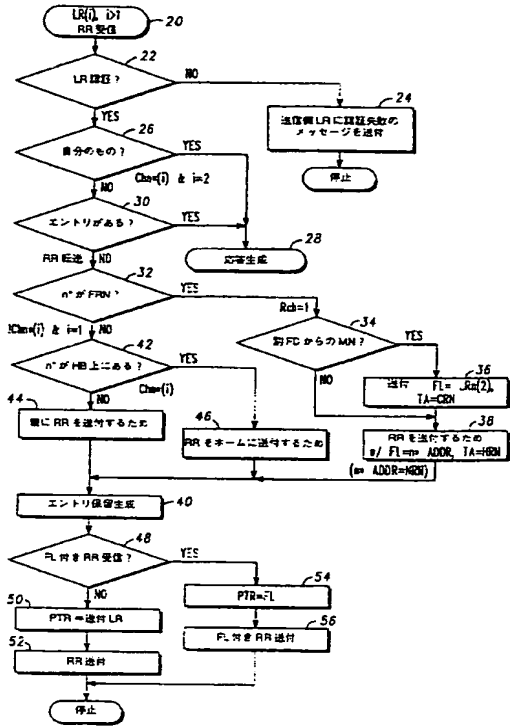 LR(i), i>1
RR 受信
20
22
LR 認証？
NO
24
送信側 LR に認証失敗の
メッセージを送付
YES
停止
26
自分のもの？
YES
Chn=(i) & i=2
NO
30
エントリがある？
YES
28
応答生成
RR 転送
NO
32
n* が FRN？
YES
Rch=1
& i=1
NO
34
からの MN？
YES
NO
36
送付 FL=
TA=CRN
38
RR を送付するため
ADDR, TA=HRN
42
n* が HB 上にある？
YES
Chn=(i)
NO
44
RR を送付するため
46
RR をホームに送付するため
ADDR=NRN)
40
エントリ保留生成
48
FL 付き RR 受信？
YES
NO
54
PTR=FL
50
PTR=送付 LR
56
FL 付き RR 送付
52
RR 送付
停止